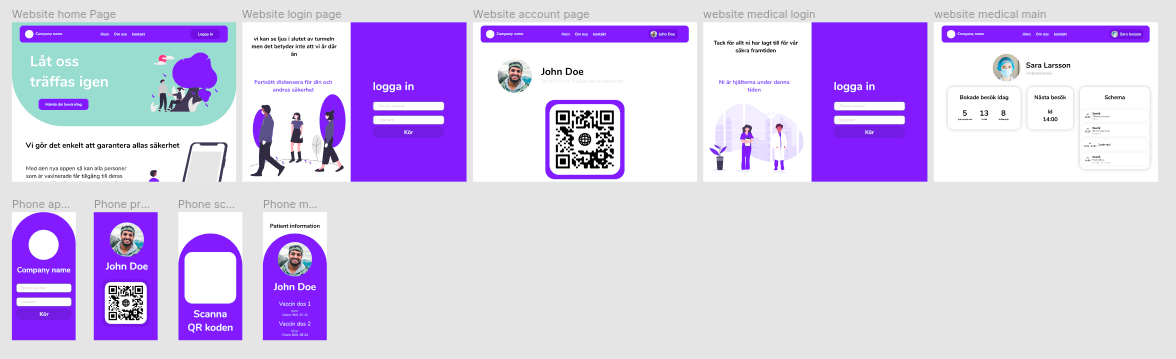 Website home Page
Company name
Hem Om oss kontakt
Logga in
Låt oss
träffas igen
Vi gör det enkelt att garantera allas säkerhet
Med den nya appen så kan alla personer
som är vaxinerade får tillgång til deras
Website login page
vi kan se ljus i slutet av tunneln
men det betyder inte att vi är där
än
Fortsätt distansera för din och
andras säkerhet
logga in
Kör
Website account page
Company name
Hem Om oss kontakt
John Doe
John Doe
website medical login
Tack för allt ni har lagt till för vår
säkra framtiden
Ni är hjälterna under denna
tiden
logga in
Kör
website medical main
Company name
Hem Om oss kontakt
Sara larsson
Sara Larsson
Bokade besök idag
5 13 8
Nästa besök
kl
14:00
Schema
Phone ap...
Company name
Kör
Phone pr...
John Doe
Phone sc...
Scanna
QR koden
Phone m...
Patient information
John Doe
Vaccin dos 1
Vaccin dos 2